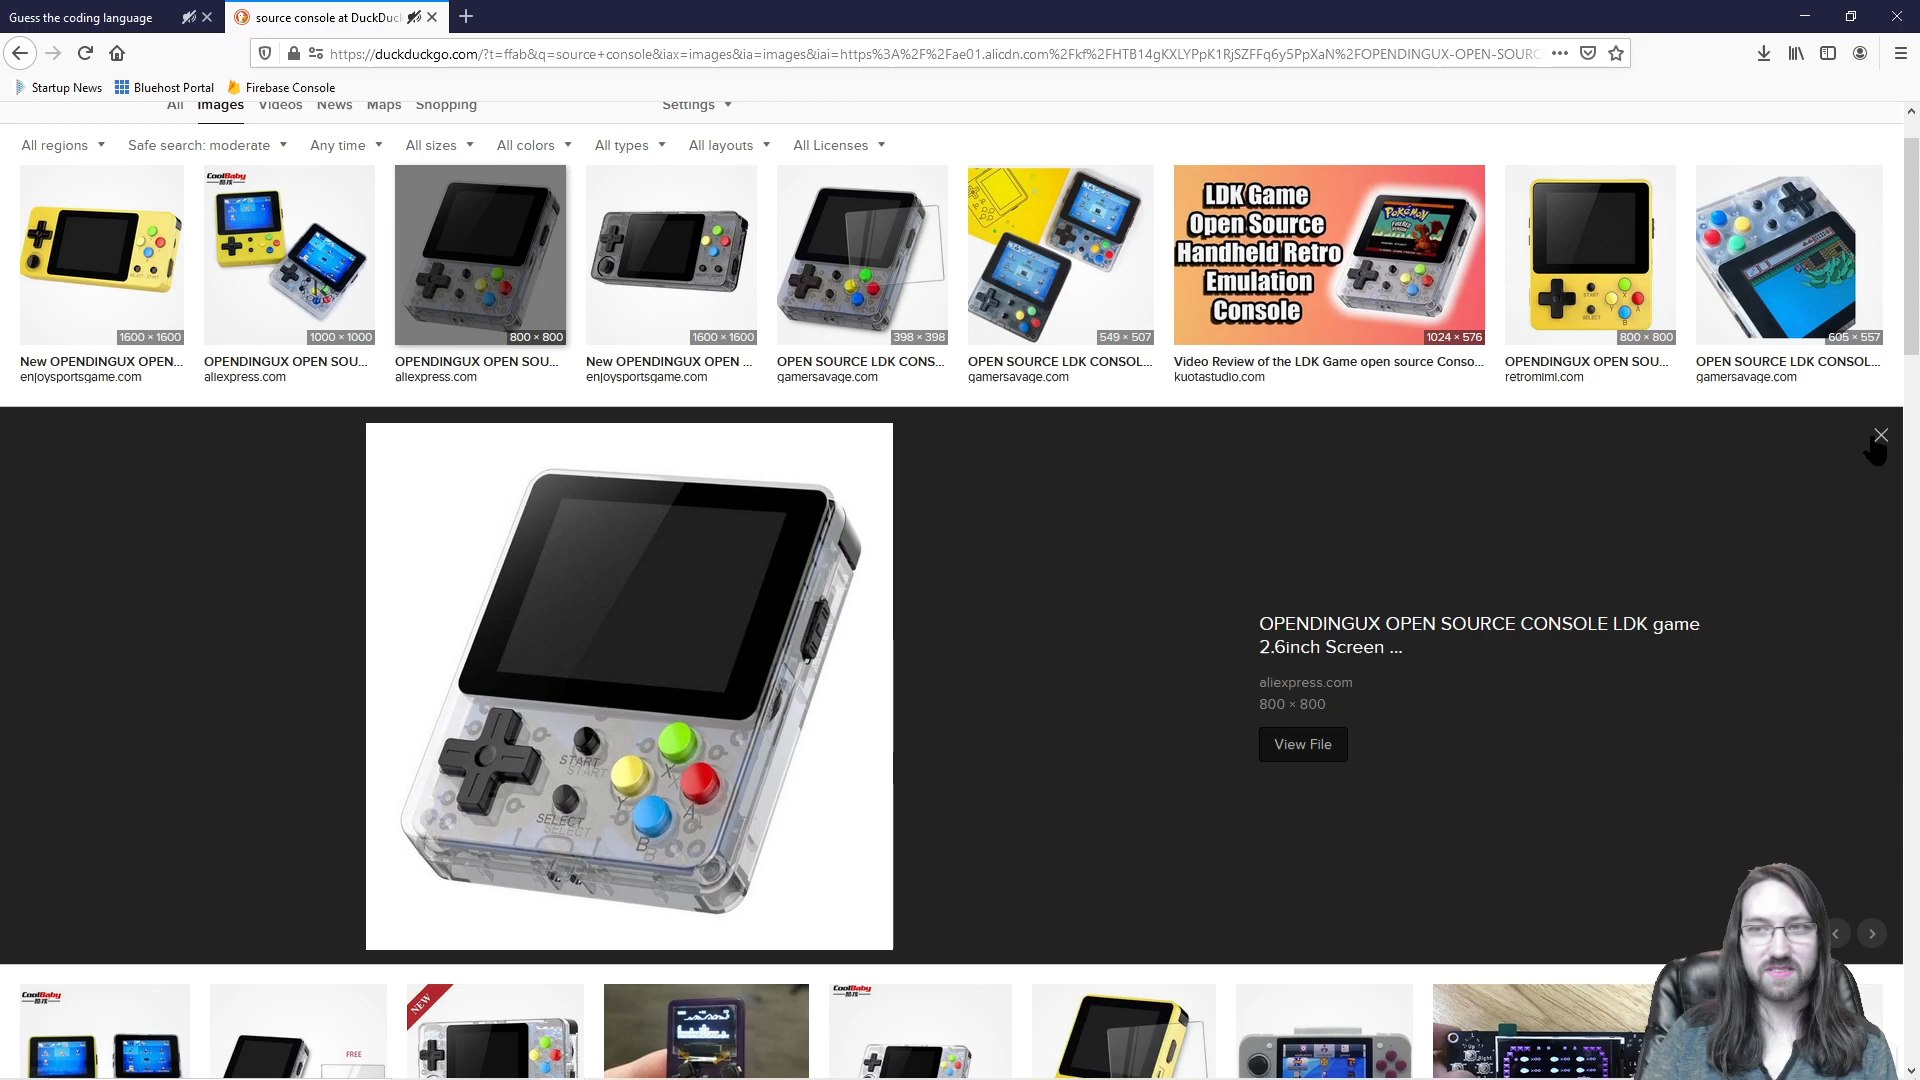 Guess the coding language
source console at DuckDuck
https://duckduckgo.com/?t=ffab&q=source+console&iax=images&ia=images&iai=https%3A%2F%2Fae01.alicdn.com%2Fkf%2FHTB14gKXLYPpK1RjSZFFq6y5PpXaN%2FOPENDINGUX-OPEN-SOURC
Startup News
Bluehost Portal
Firebase Console
All
Images
Videos
News
Maps
Shopping
Settings
All regions
Safe search: moderate
Any time
All sizes
All colors
All types
All layouts
All Licenses
CoolBaby
LDK Game
Open Source
Handheld Retro
Emulation
Console
1600 × 1600
1000 × 1000
800 × 800
1600 × 1600
398 × 398
549 × 507
1024 × 576
800 × 800
605 × 557
New OPENDINGUX OPEN...
OPENDINGUX OPEN SOU...
OPENDINGUX OPEN SOU...
New OPENDINGUX OPEN ...
OPEN SOURCE LDK CONS...
OPEN SOURCE LDK CONSOL...
Video Review of the LDK Game open source Conso...
OPENDINGUX OPEN SOU...
OPEN SOURCE LDK CONSOL...
enjoysportsgame.com
aliexpress.com
aliexpress.com
enjoysportsgame.com
gamersavage.com
gamersavage.com
kuotastudio.com
retromimi.com
gamersavage.com
START
SELECT
X
Y
A
B
OPENDINGUX OPEN SOURCE CONSOLE LDK game
2.6inch Screen ...
aliexpress.com
800 × 800
View File
CoolBaby
NEW
FREE
CoolBaby